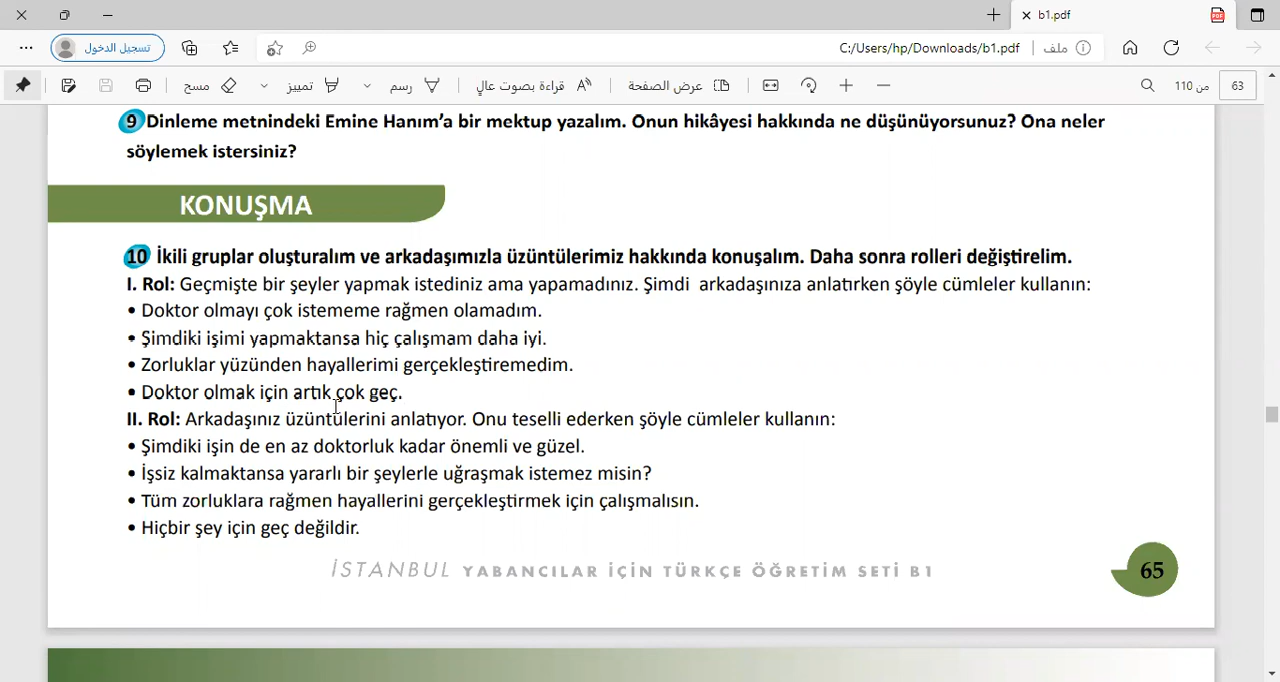 b1.pdf
تسجيل الدخول
C:/Users/hp/Downloads/b1.pdf
ملف
مسح
تمييز
رسم
قراءة بصوت عالٍ
عرض الصفحة
من 110
63
9 Dinleme metnindeki Emine Hanım'a bir mektup yazalım. Onun hikâyesi hakkında ne düşünüyorsunuz? Ona neler
söylemek istersiniz?
KONUŞMA
10 İkili gruplar oluşturalım ve arkadaşımızla üzüntülerimiz hakkında konuşalım. Daha sonra rolleri değiştirelim.
I. Rol: Geçmişte bir şeyler yapmak istediniz ama yapamadınız. Şimdi arkadaşınıza anlatırken şöyle cümleler kullanın:
• Doktor olmayı çok istememe rağmen olamadım.
• Şimdiki işimi yapmaktansa hiç çalışmam daha iyi.
• Zorluklar yüzünden hayallerimi gerçekleştiremedim.
• Doktor olmak için artık çok geç.
II. Rol: Arkadaşınız üzüntülerini anlatıyor. Onu teselli ederken şöyle cümleler kullanın:
• Şimdiki işin de en az doktorluk kadar önemli ve güzel.
• İşsiz kalmaktansa yararlı bir şeylerle uğraşmak istemez misin?
• Tüm zorluklara rağmen hayallerini gerçekleştirmek için çalışmalısın.
• Hiçbir şey için geç değildir.
İSTANBUL YABANCILAR İÇİN TÜRKÇE ÖĞRETİM SETİ B1
65